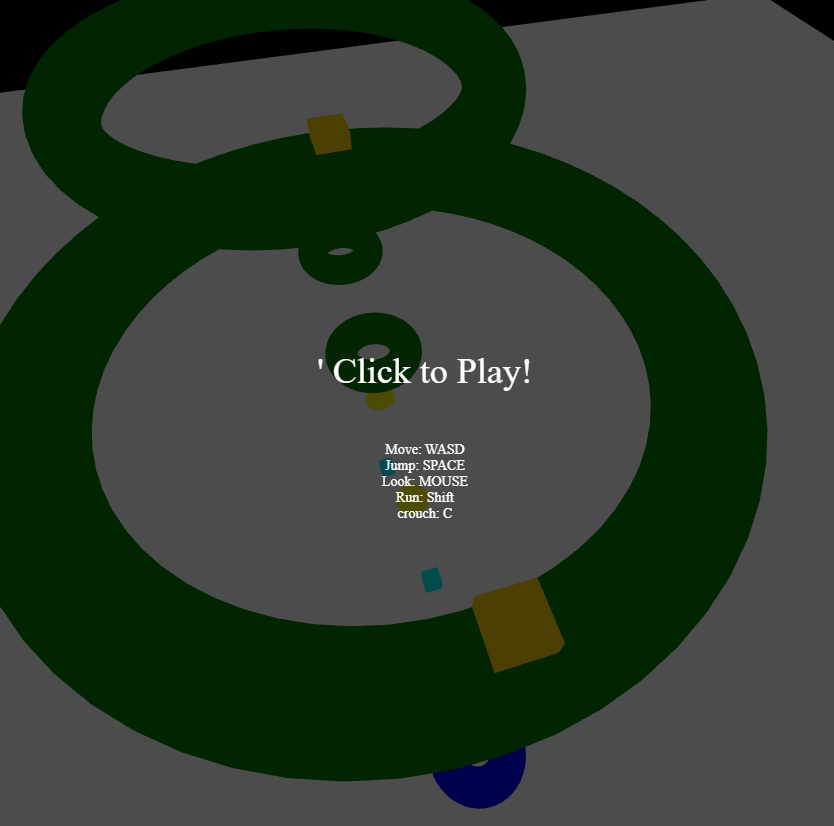 ' Click to Play!
Move: WASD
Jump: SPACE
Look: MOUSE
Run: Shift
crouch: C